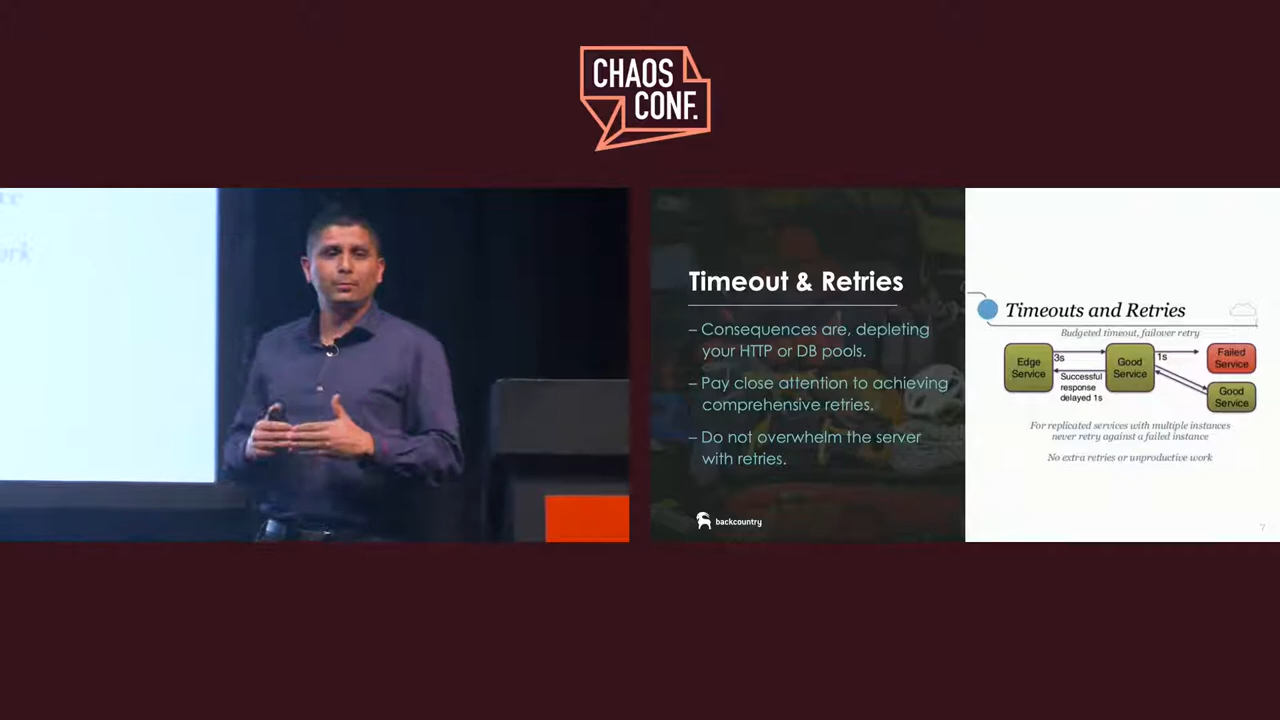 CHAOS
CONF.
ork
Timeout & Retries
– Consequences are, depleting
your HTTP or DB pools.
– Pay close attention to achieving
comprehensive retries.
– Do not overwhelm the server
with retries.
backcountry
Timeouts and Retries
Budgeted timeout, failover retry
Edge
Service
3s
Successful
response
delayed 1s
Good
Service
1s
Failed
Service
Good
Service
For replicated services with multiple instances
never retry against a failed instance
No extra retries or unproductive work
7